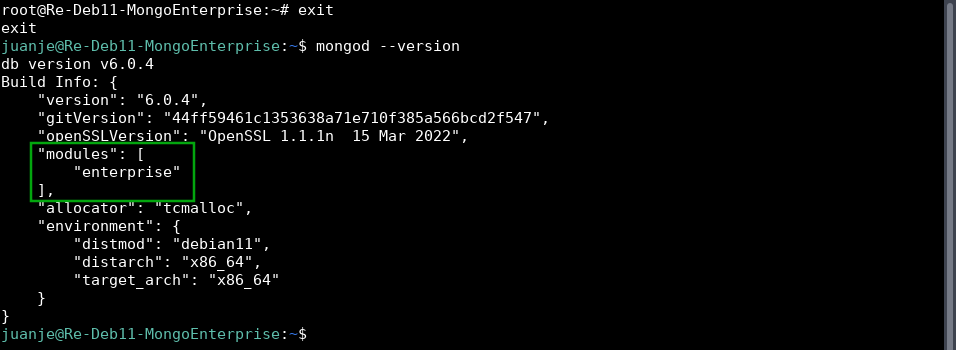 root@Re-Deb11-MongoEnterprise:~# exit
exit
juanje@Re-Deb11-MongoEnterprise:~$ mongod --version
db version v6.0.4
Build Info: {
    "version": "6.0.4",
    "gitVersion": "44ff59461c1353638a71e710f385a566bcd2f547",
    "openSSLVersion": "OpenSSL 1.1.1n  15 Mar 2022",
    "modules": [
        "enterprise"
    ],
    "allocator": "tcmalloc",
    "environment": {
        "distmod": "debian11",
        "distarch": "x86_64",
        "target_arch": "x86_64"
    }
}
juanje@Re-Deb11-MongoEnterprise:~$